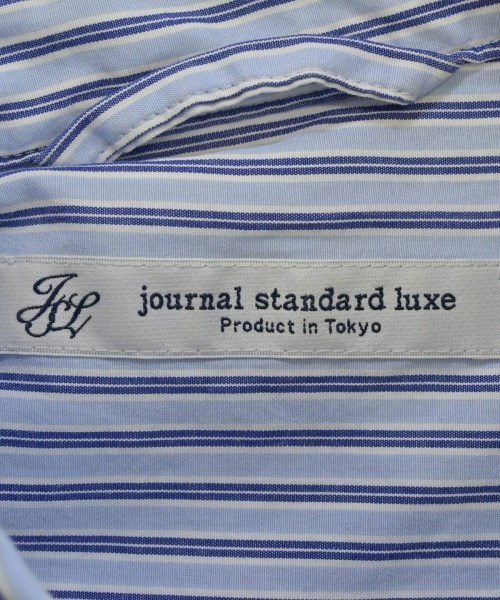 JSL
journal standard luxe
Product in Tokyo